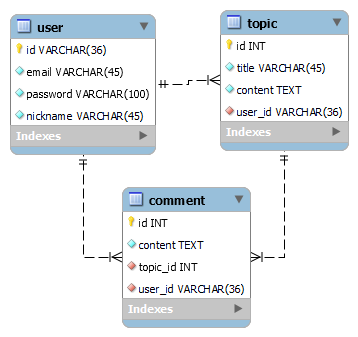 user
id VARCHAR(36)
email VARCHAR(45)
password VARCHAR(100)
nickname VARCHAR(45)
Indexes
topic
id INT
title VARCHAR(45)
content TEXT
user_id VARCHAR(36)
Indexes
comment
id INT
content TEXT
topic_id INT
user_id VARCHAR(36)
Indexes